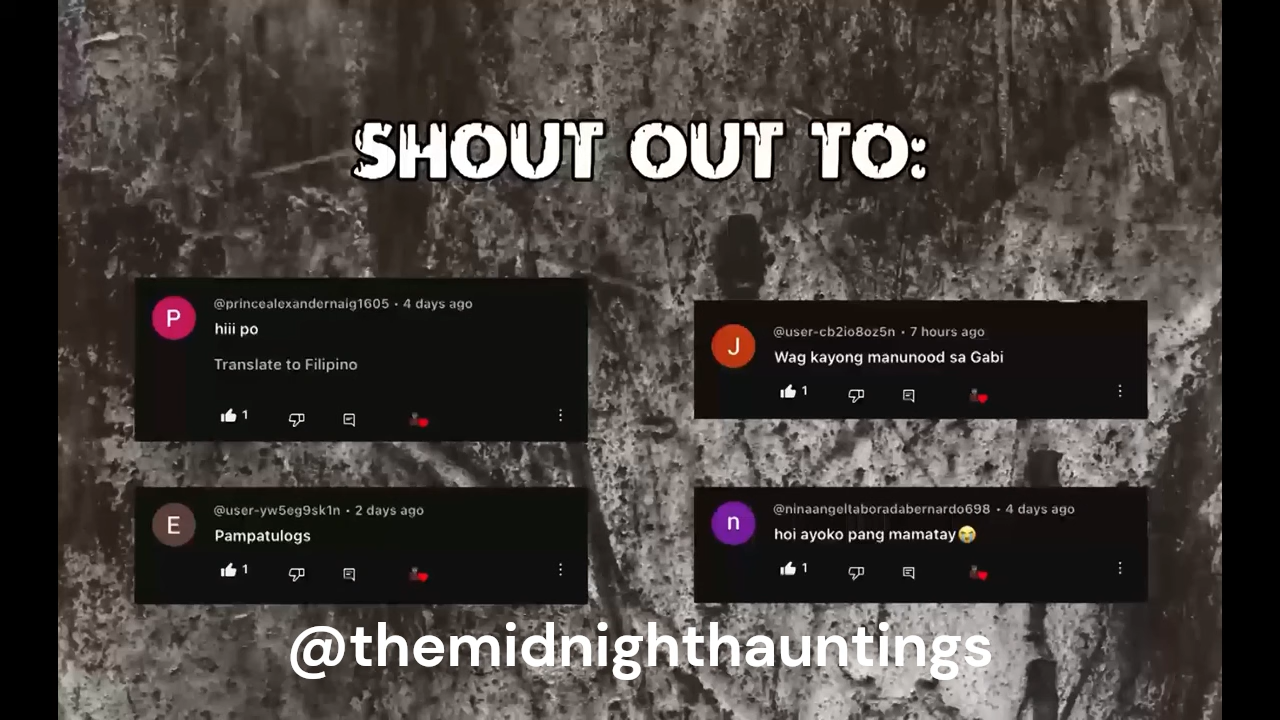 SHOUT OUT TO:
P
@princealexandernaig1605 • 4 days ago
hiii po
Translate to Filipino
1
J
@user-cb2io8oz5n • 7 hours ago
Wag kayong manunood sa Gabi
1
E
@user-yw5eg9sk1n • 2 days ago
Pampatulogs
1
n
@ninaangeltaboradabernardo698 • 4 days ago
hoi ayoko pang mamatay😭
1
@themidnighthauntings